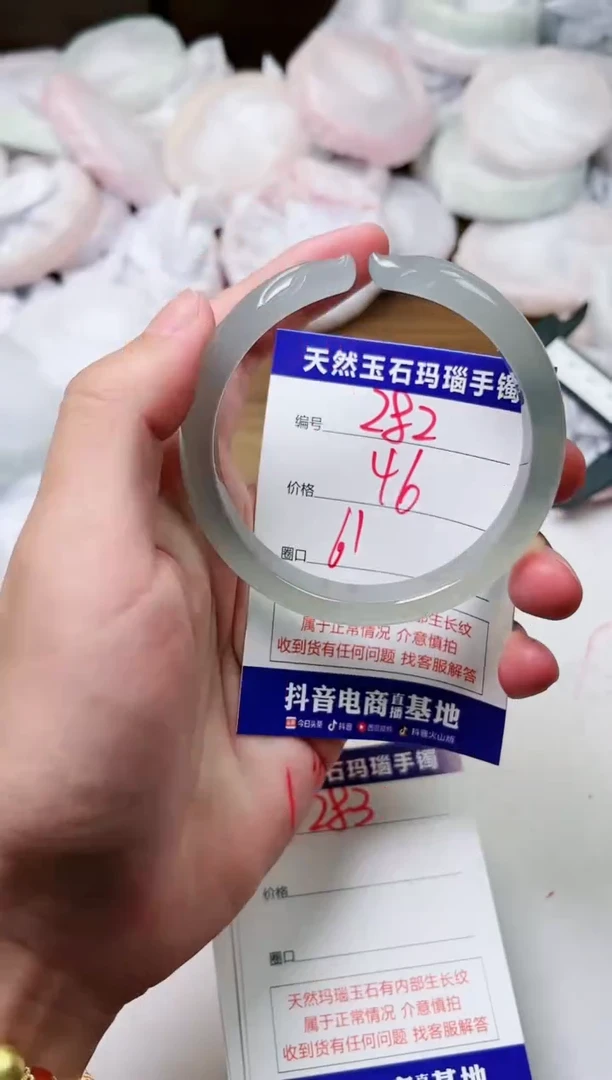 天然玉石玛瑙手镯
编号 282
价格 46
圈口 61
内部生长纹
属于正常情况 介意慎拍
收到货有任何问题 找客服解答
抖音电商直播基地
今日头条 抖音 西瓜视频 抖音火山版
石玛瑙手镯
283
价格
圈口
天然玛瑙玉石有内部生长纹
属于正常情况 介意慎拍
收到货有任何问题 找客服解答